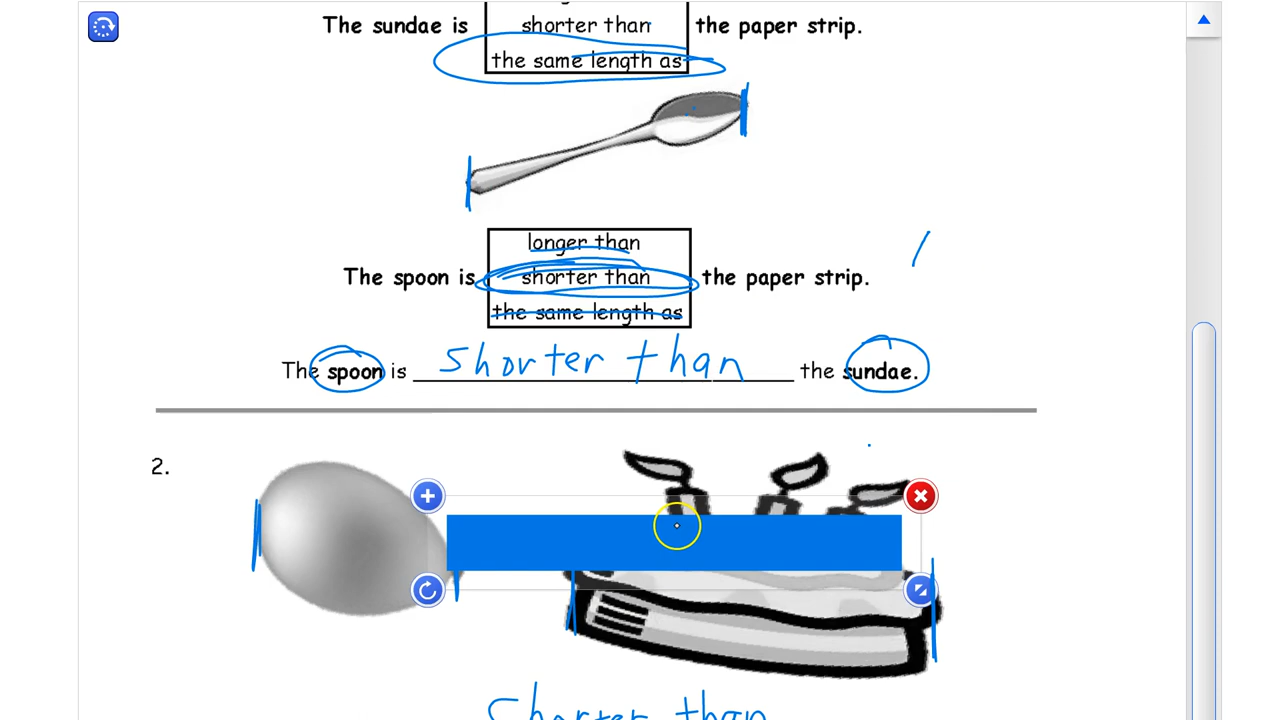 The sundae is shorter than the paper strip.
the same length as
longer than
The spoon is shorter than the paper strip.
the same length as
The spoon is shorter than the sundae.
2.
shorter than